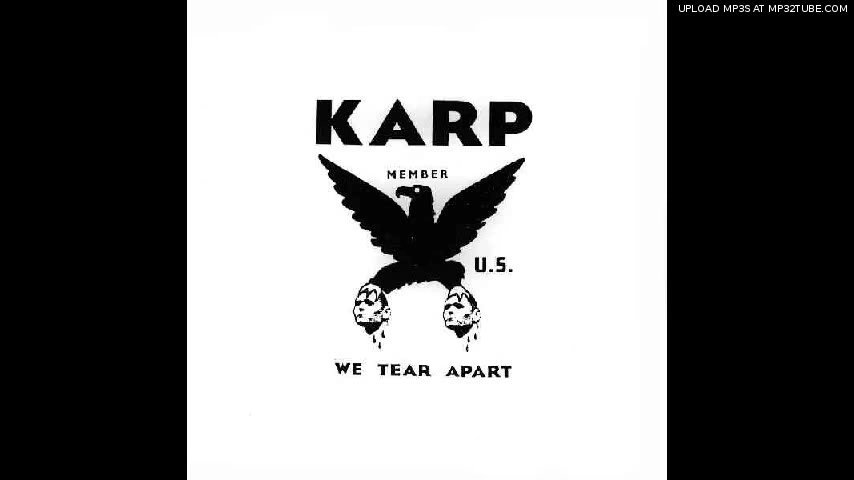 UPLOAD MP3S AT MP32TUBE.COM
KARP
MEMBER
U.S.
WE TEAR APART